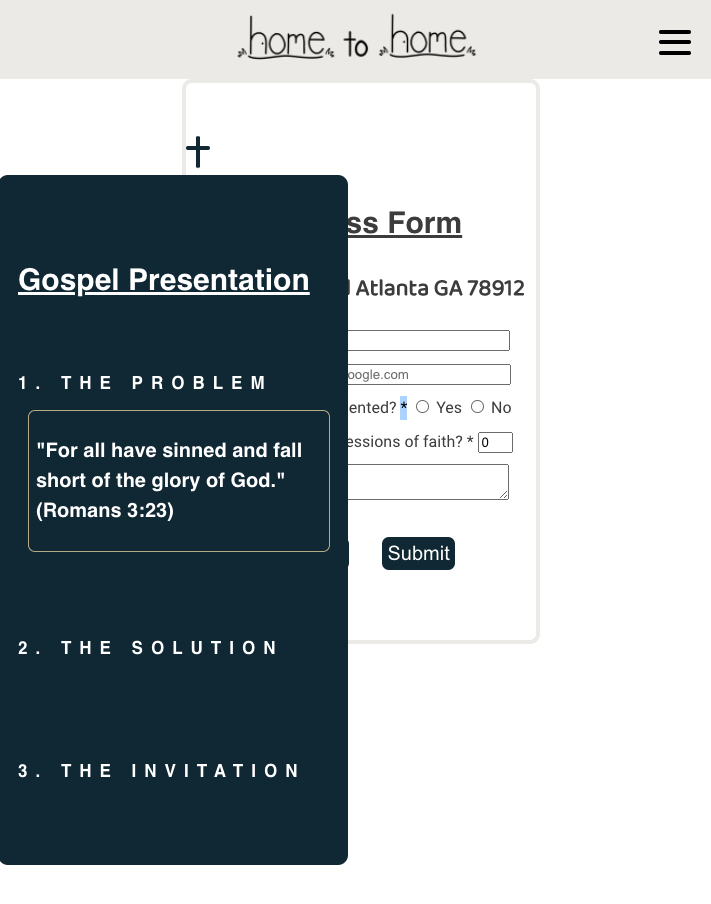 home to home
ss Form
Gospel Presentation
Atlanta GA 78912
oogle.com
1. THE PROBLEM
ented? * Yes No
"For all have sinned and fall
short of the glory of God."
(Romans 3:23)
essions of faith? * 0
Submit
2. THE SOLUTION
3. THE INVITATION